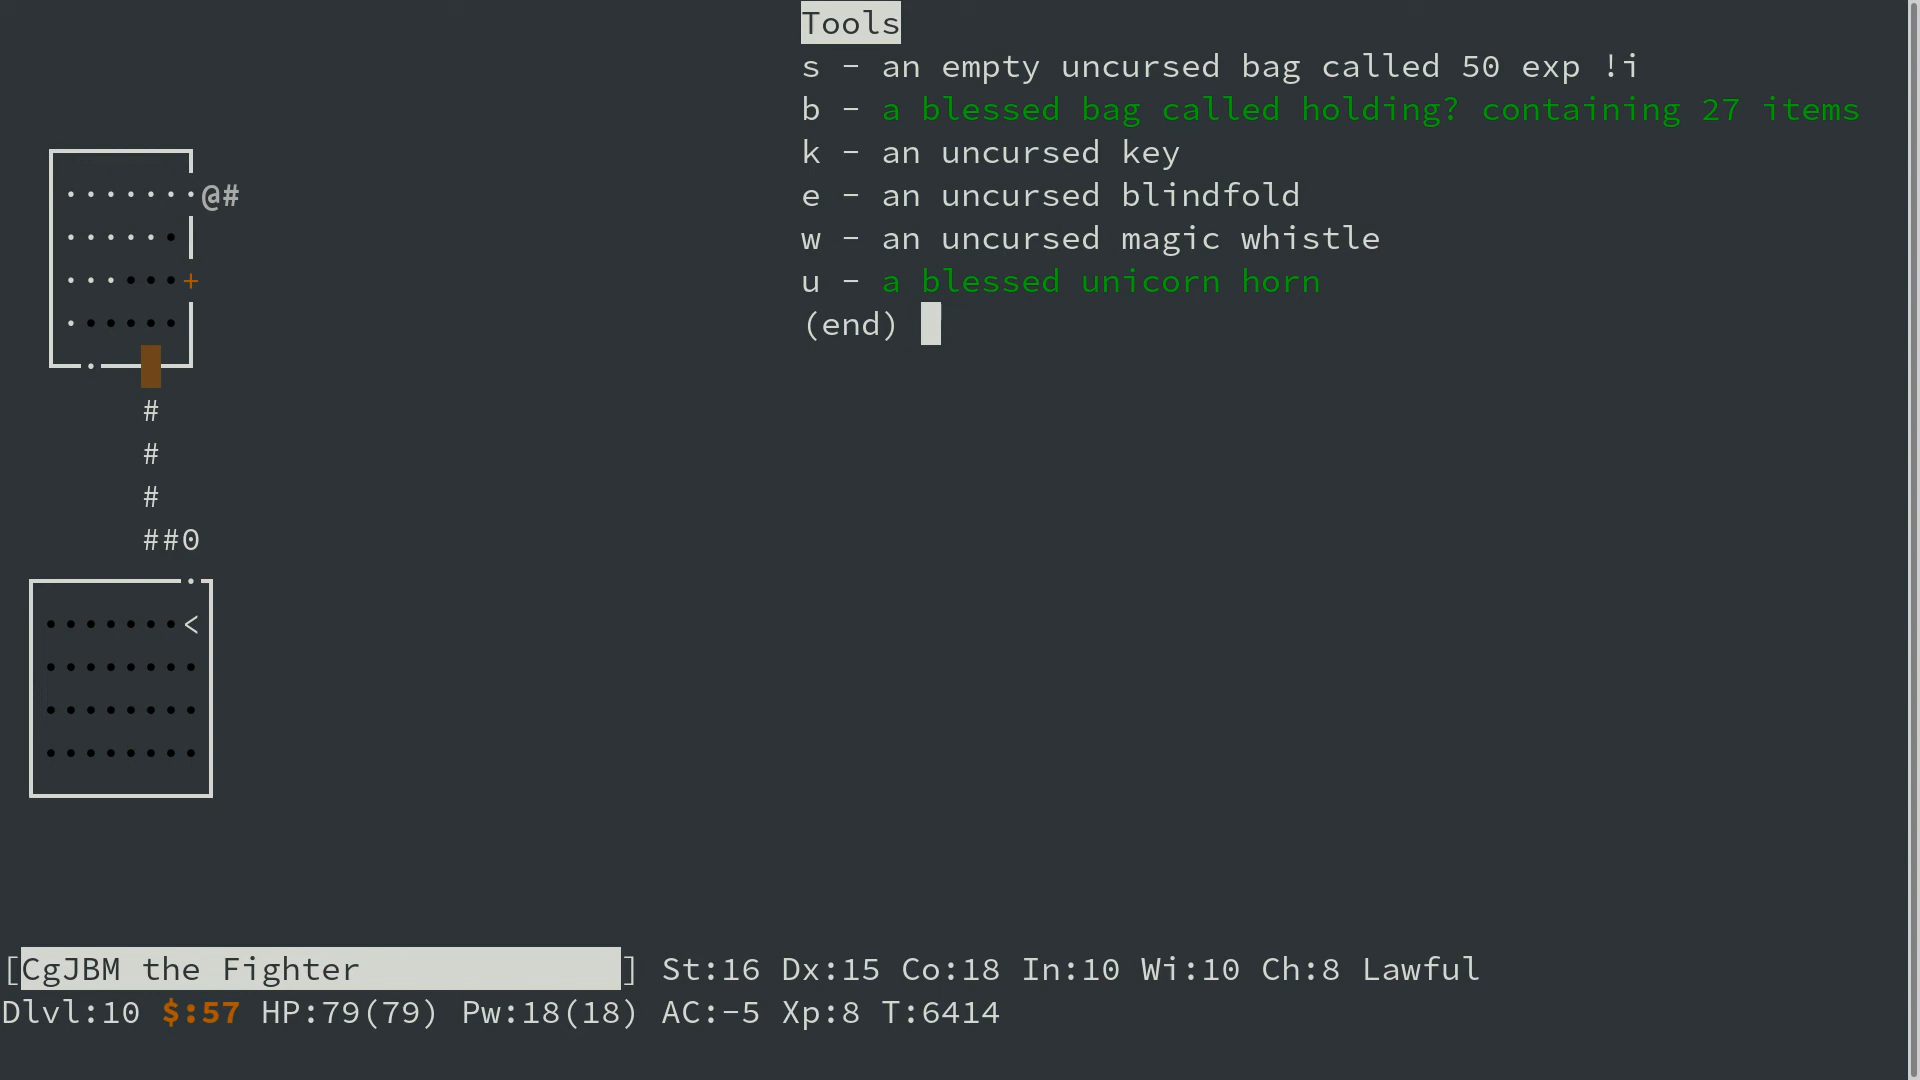 Tools
s - an empty uncursed bag called 50 exp !i
b - a blessed bag called holding? containing 27 items
k - an uncursed key
.......@#
e - an uncursed blindfold
......
w - an uncursed magic whistle
......+
u - a blessed unicorn horn
......
(end)
.
#
#
#
##0
.
.......<
........
........
........
[CgJBM the Fighter ] St:16 Dx:15 Co:18 In:10 Wi:10 Ch:8 Lawful
Dlvl:10 $:57 HP:79(79) Pw:18(18) AC:-5 Xp:8 T:6414